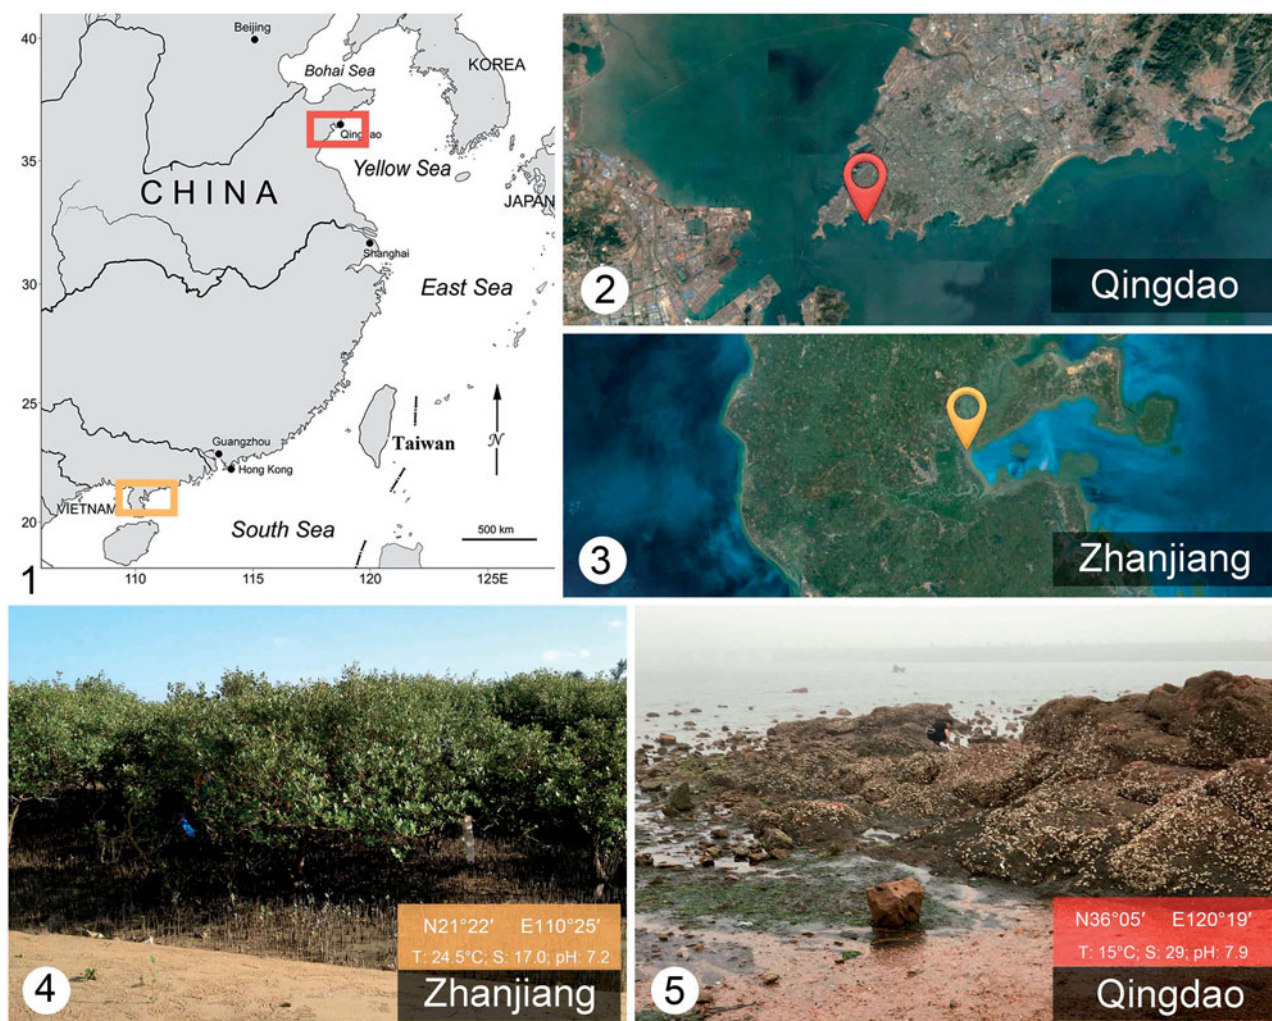 40
Beijing
Bohai Sea
KOREA
Qingdao
35
Yellow Sea
CHINA
JAPAN
Shanghai
30
East Sea
25
Guangzhou
Taiwan
N
Hong Kong
VIETNAM
20
South Sea
500 km
1
110
115
120
125E
2
Qingdao
3
Zhanjiang
N21°22′ E110°25′
T: 24.5°C; S: 17.0; pH: 7.2
4
Zhanjiang
N36°05′ E120°19′
T: 15°C; S: 29; pH: 7.9
5
Qingdao